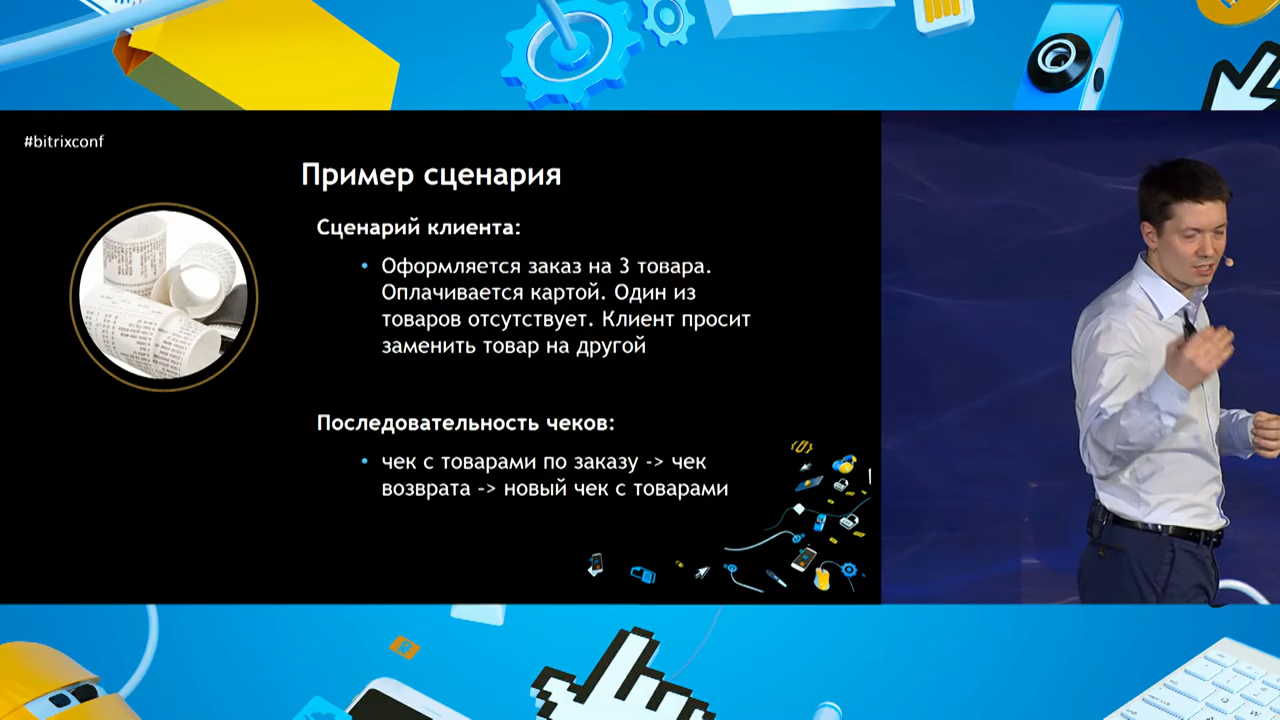 #bitrixconf
Пример сценария
Сценарий клиента:
• Оформляется заказ на 3 товара.
Оплачивается картой. Один из
товаров отсутствует. Клиент просит
заменить товар на другой
Последовательность чеков:
• чек с товарами по заказу -> чек
возврата -> новый чек с товарами